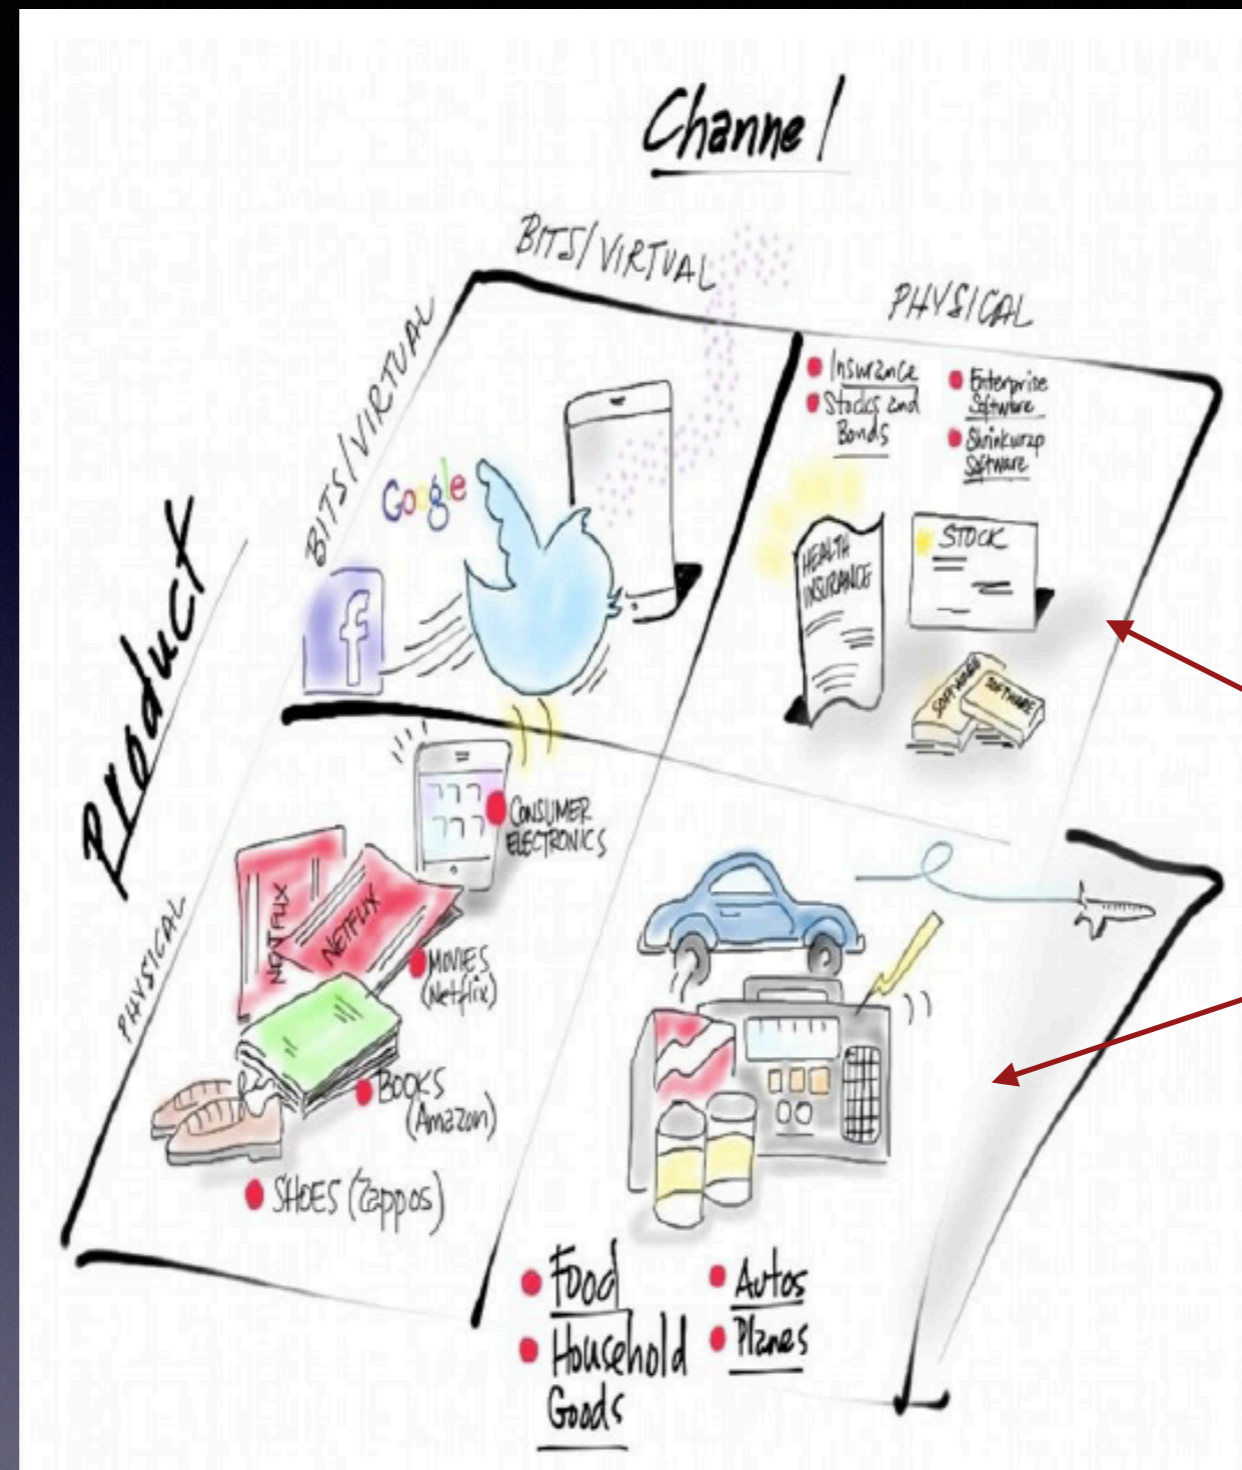 Channel
BITS/VIRTUAL
PHYSICAL
Product
BITS/VIRTUAL
PHYSICAL
Google
f
Insurance
Stocks and
Bonds
Enterprise
Software
Shrinkwrap
Software
HEALTH
INSURANCE
STOCK
SOFTWARE
SOFTWARE
CONSUMER
ELECTRONICS
NETFLIX
NETFLIX
MOVIES
(Netflix)
BOOKS
(Amazon)
SHOES (Zappos)
Food
Household
Goods
Autos
Planes